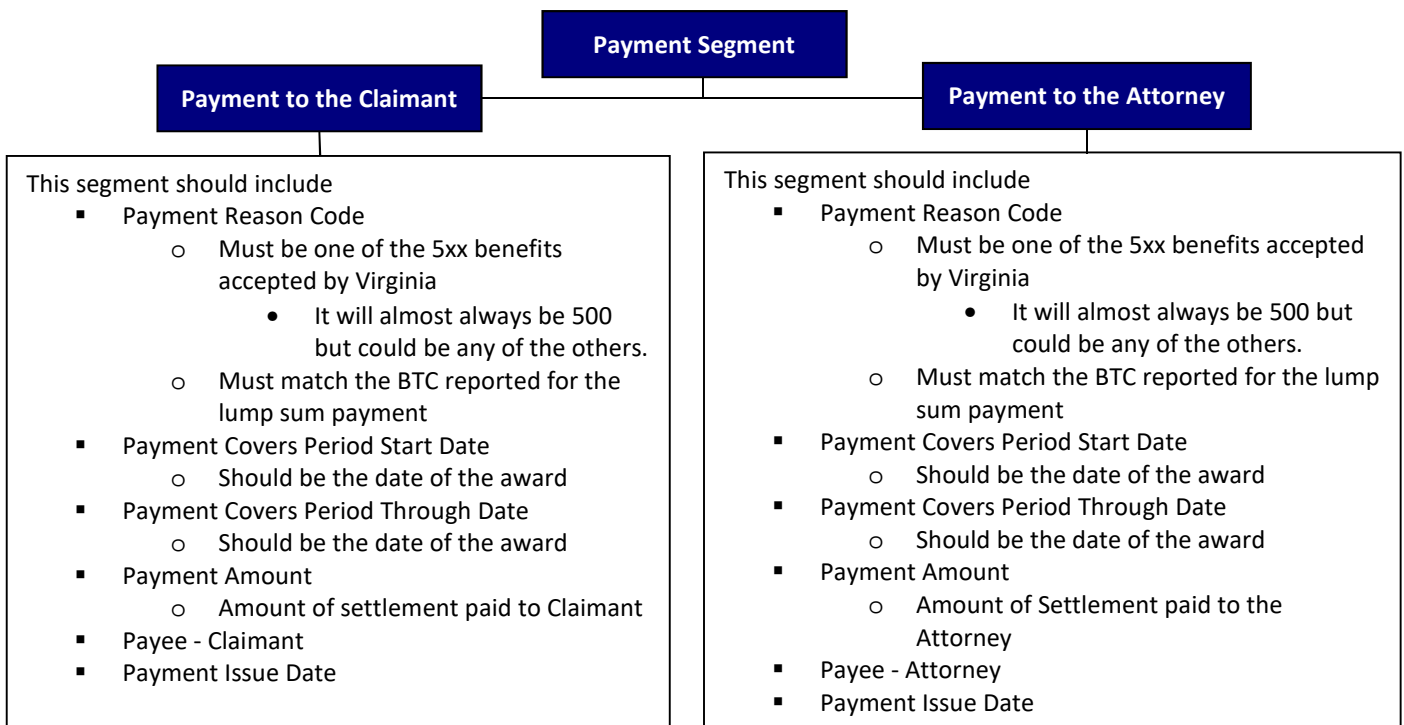 Payment Segment
Payment to the Claimant
Payment to the Attorney
This segment should include
▪ Payment Reason Code
o Must be one of the 5xx benefits
accepted by Virginia
• It will almost always be 500
but could be any of the others.
o Must match the BTC reported for the
lump sum payment
▪ Payment Covers Period Start Date
o Should be the date of the award
▪ Payment Covers Period Through Date
o Should be the date of the award
▪ Payment Amount
o Amount of settlement paid to Claimant
▪ Payee - Claimant
▪ Payment Issue Date
This segment should include
▪ Payment Reason Code
o Must be one of the 5xx benefits accepted
by Virginia
• It will almost always be 500 but
could be any of the others.
o Must match the BTC reported for the lump
sum payment
▪ Payment Covers Period Start Date
o Should be the date of the award
▪ Payment Covers Period Through Date
o Should be the date of the award
▪ Payment Amount
o Amount of Settlement paid to the
Attorney
▪ Payee - Attorney
▪ Payment Issue Date